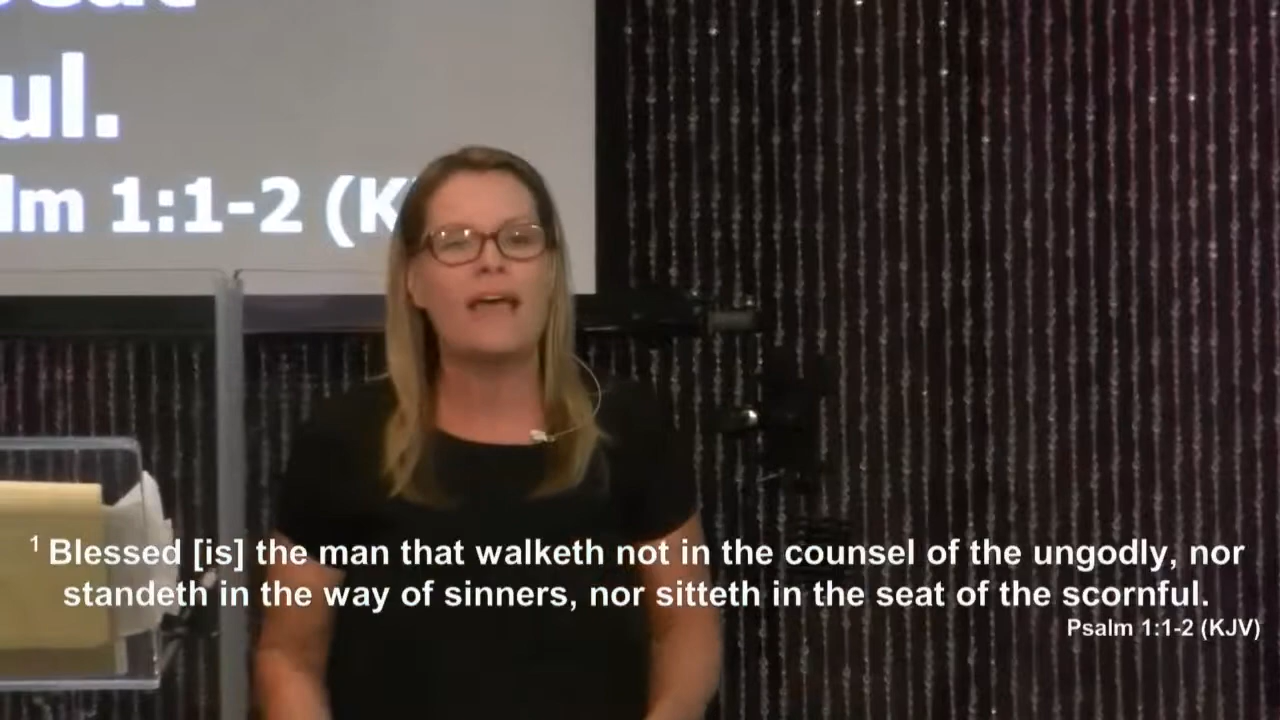 ul.
lm 1:1-2 (K
1 Blessed [is] the man that walketh not in the counsel of the ungodly, nor
standeth in the way of sinners, nor sitteth in the seat of the scornful.
Psalm 1:1-2 (KJV)